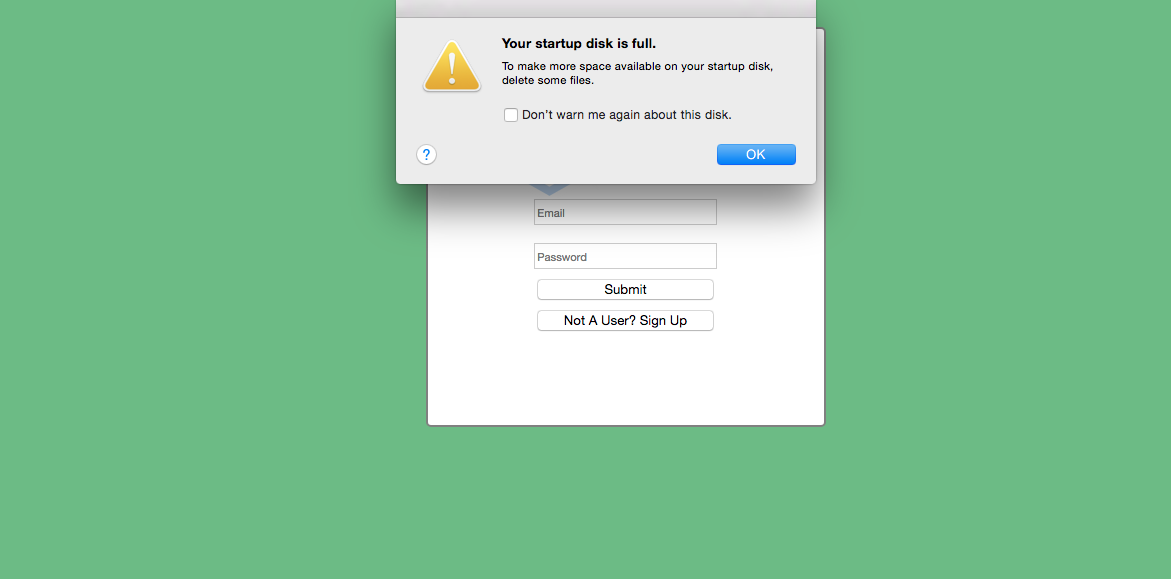 Your startup disk is full.
To make more space available on your startup disk,
delete some files.
Don't warn me again about this disk.
?
OK
Email
Password
Submit
Not A User? Sign Up